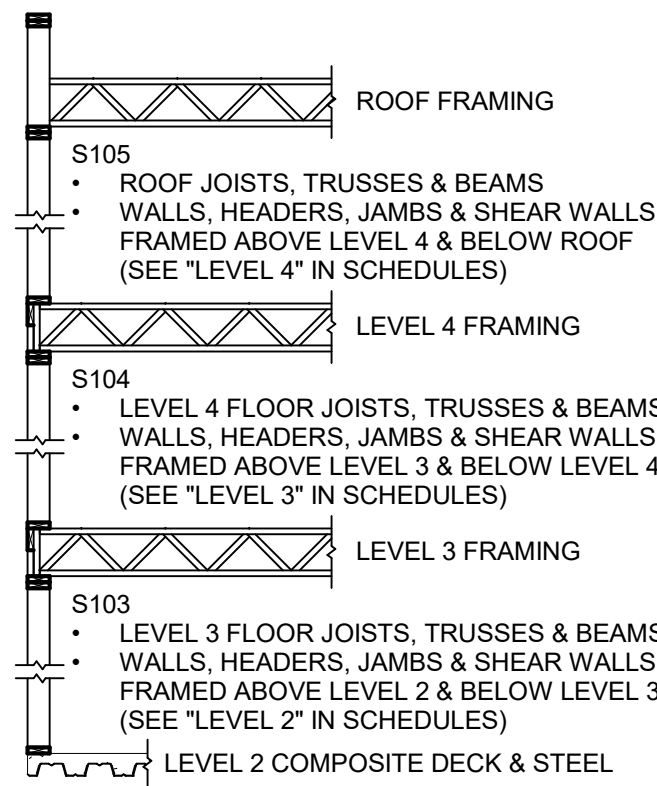 ROOF FRAMING
S105
• ROOF JOISTS, TRUSSES & BEAMS
• WALLS, HEADERS, JAMBS & SHEAR WALLS
FRAMED ABOVE LEVEL 4 & BELOW ROOF
(SEE "LEVEL 4" IN SCHEDULES)
LEVEL 4 FRAMING
S104
• LEVEL 4 FLOOR JOISTS, TRUSSES & BEAMS
• WALLS, HEADERS, JAMBS & SHEAR WALLS
FRAMED ABOVE LEVEL 3 & BELOW LEVEL 4
(SEE "LEVEL 3" IN SCHEDULES)
LEVEL 3 FRAMING
S103
• LEVEL 3 FLOOR JOISTS, TRUSSES & BEAMS
• WALLS, HEADERS, JAMBS & SHEAR WALLS
FRAMED ABOVE LEVEL 2 & BELOW LEVEL 3
(SEE "LEVEL 2" IN SCHEDULES)
LEVEL 2 COMPOSITE DECK & STEEL